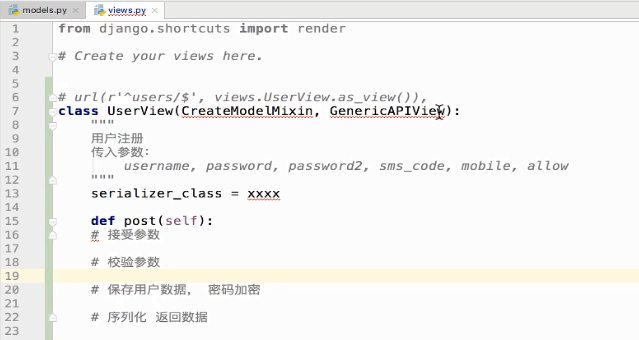 models.py × views.py ×
1 from django.shortcuts import render
2
3 # Create your views here.
4
5
6 # url(r'^users/$', views.UserView.as_view()),
7 class UserView(CreateModelMixin, GenericAPIView):
8 """
9 用户注册
10 传入参数：
11 username, password, password2, sms_code, mobile, allow
12 """
13 serializer_class = xxxx
14
15 def post(self):
16 # 接受参数
17
18 # 校验参数
19
20 # 保存用户数据， 密码加密
21
22 # 序列化 返回数据
23